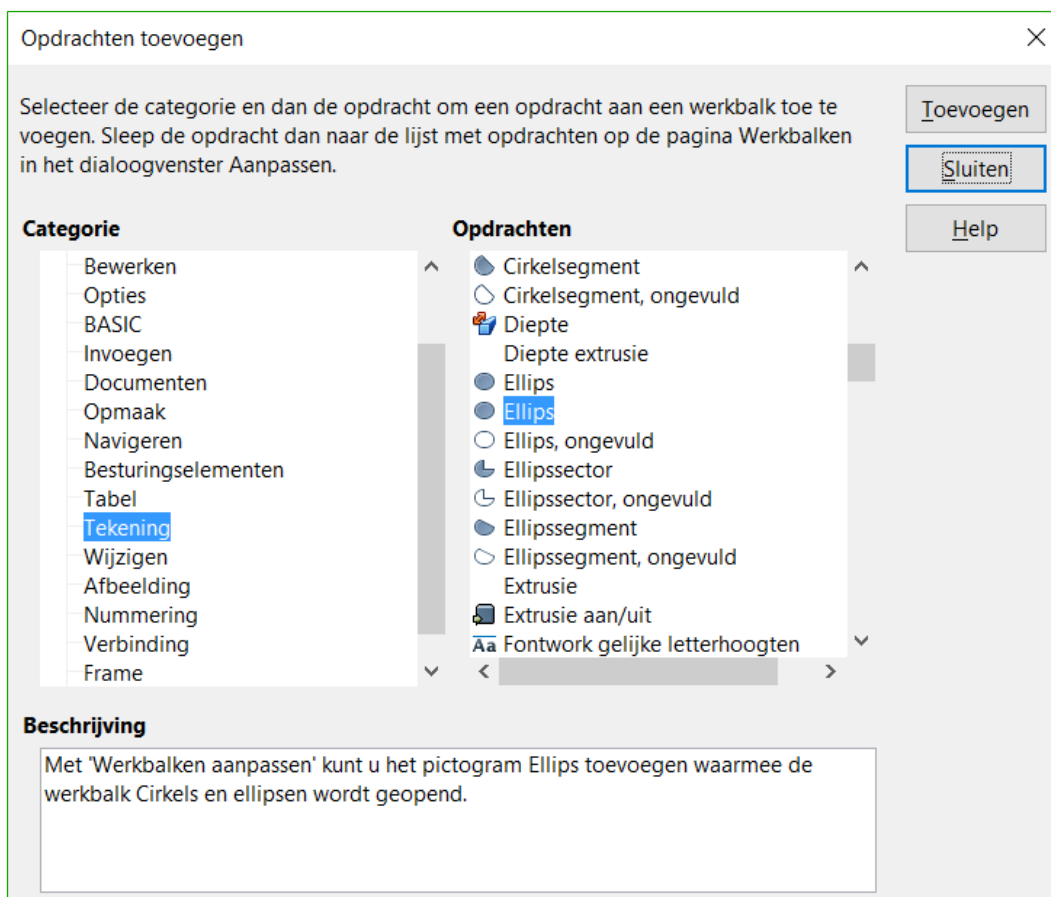 Opdrachten toevoegen
Selecteer de categorie en dan de opdracht om een opdracht aan een werkbalk toe te
voegen. Sleep de opdracht dan naar de lijst met opdrachten op de pagina Werkbalken
in het dialoogvenster Aanpassen.
Toevoegen
Sluiten
Help
Categorie
Bewerken
Opties
BASIC
Invoegen
Documenten
Opmaak
Navigeren
Besturingselementen
Tabel
Tekening
Wijzigen
Afbeelding
Nummering
Verbinding
Frame
Opdrachten
Cirkelsegment
Cirkelsegment, ongevuld
Diepte
Diepte extrusie
Ellips
Ellips
Ellips, ongevuld
Ellipssector
Ellipssector, ongevuld
Ellipssegment
Ellipssegment, ongevuld
Extrusie
Extrusie aan/uit
Aa Fontwork gelijke letterhoogten
Beschrijving
Met 'Werkbalken aanpassen' kunt u het pictogram Ellips toevoegen waarmee de
werkbalk Cirkels en ellipsen wordt geopend.